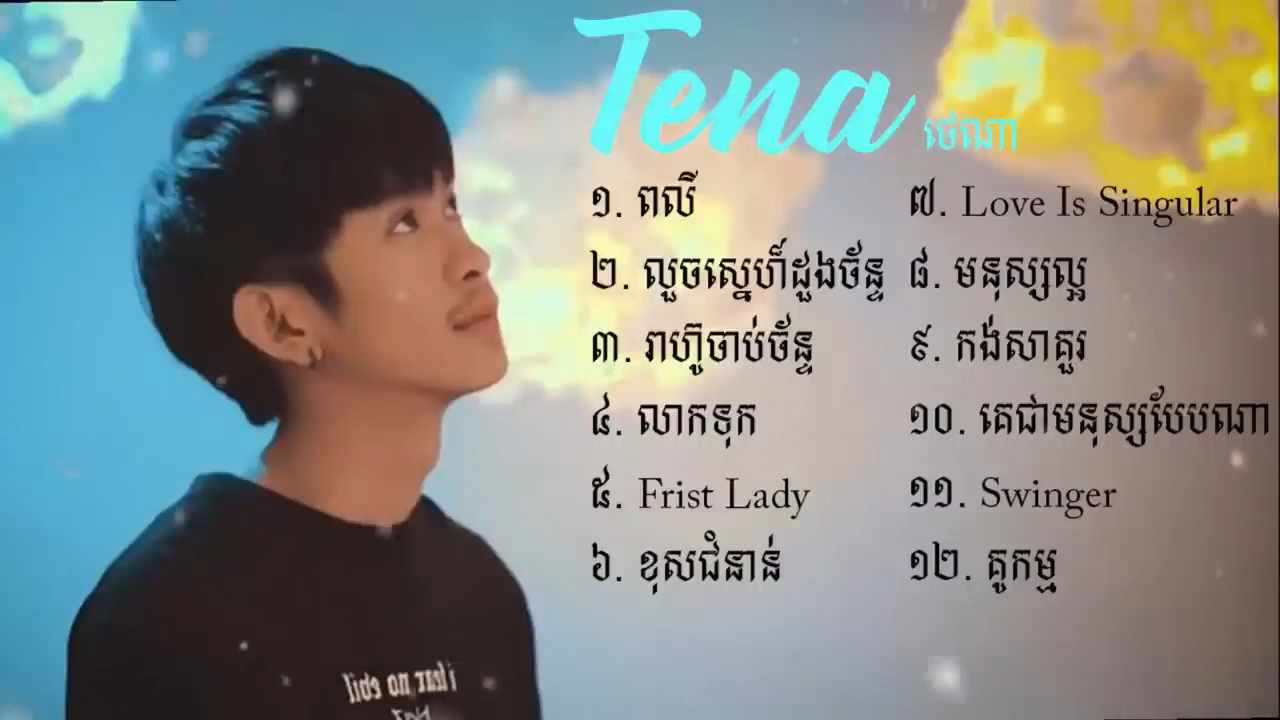 Tena ថេណា
១. ពលី
២. លួចស្នេហ៍ដួងច័ន្ទ
៣. រាហ៊ូចាប់ច័ន្ទ
៤. លាកទុក
៥. Frist Lady
៦. ខុសជំនាន់
៧. Love Is Singular
៨. មនុស្សល្អ
៩. កង់សាគួរ
១០. គេជាមនុស្សបែបណា
១១. Swinger
១២. គូកម្ម